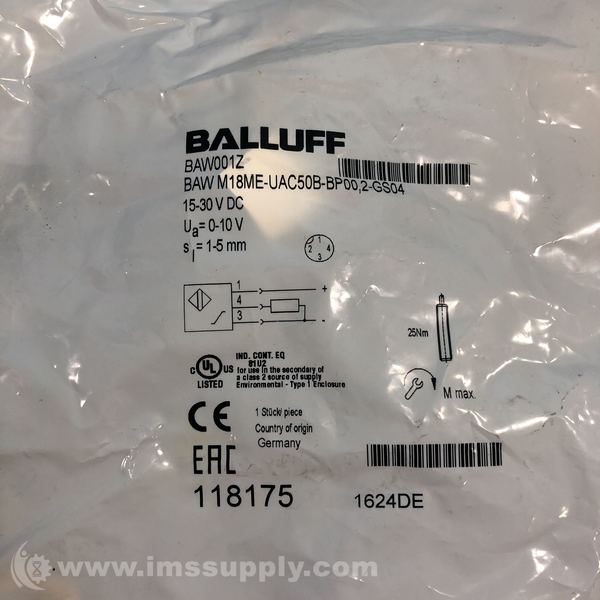 BALLUFF
BAW001Z
BAW M18ME-UAC50B-BP00,2-GS04
15-30 V DC
Ua= 0-10 V
sl= 1-5 mm
1
2 4
3
1 +
4
3 -
25Nm
C UL US
LISTED
IND. CONT. EQ
81U2
for use in the secondary of
a class 2 source of supply
Environmental - Type 1 Enclosure
M max.
CE
1 Stück/ piece
Country of origin
Germany
EAC
118175
1624DE
www.imssupply.com